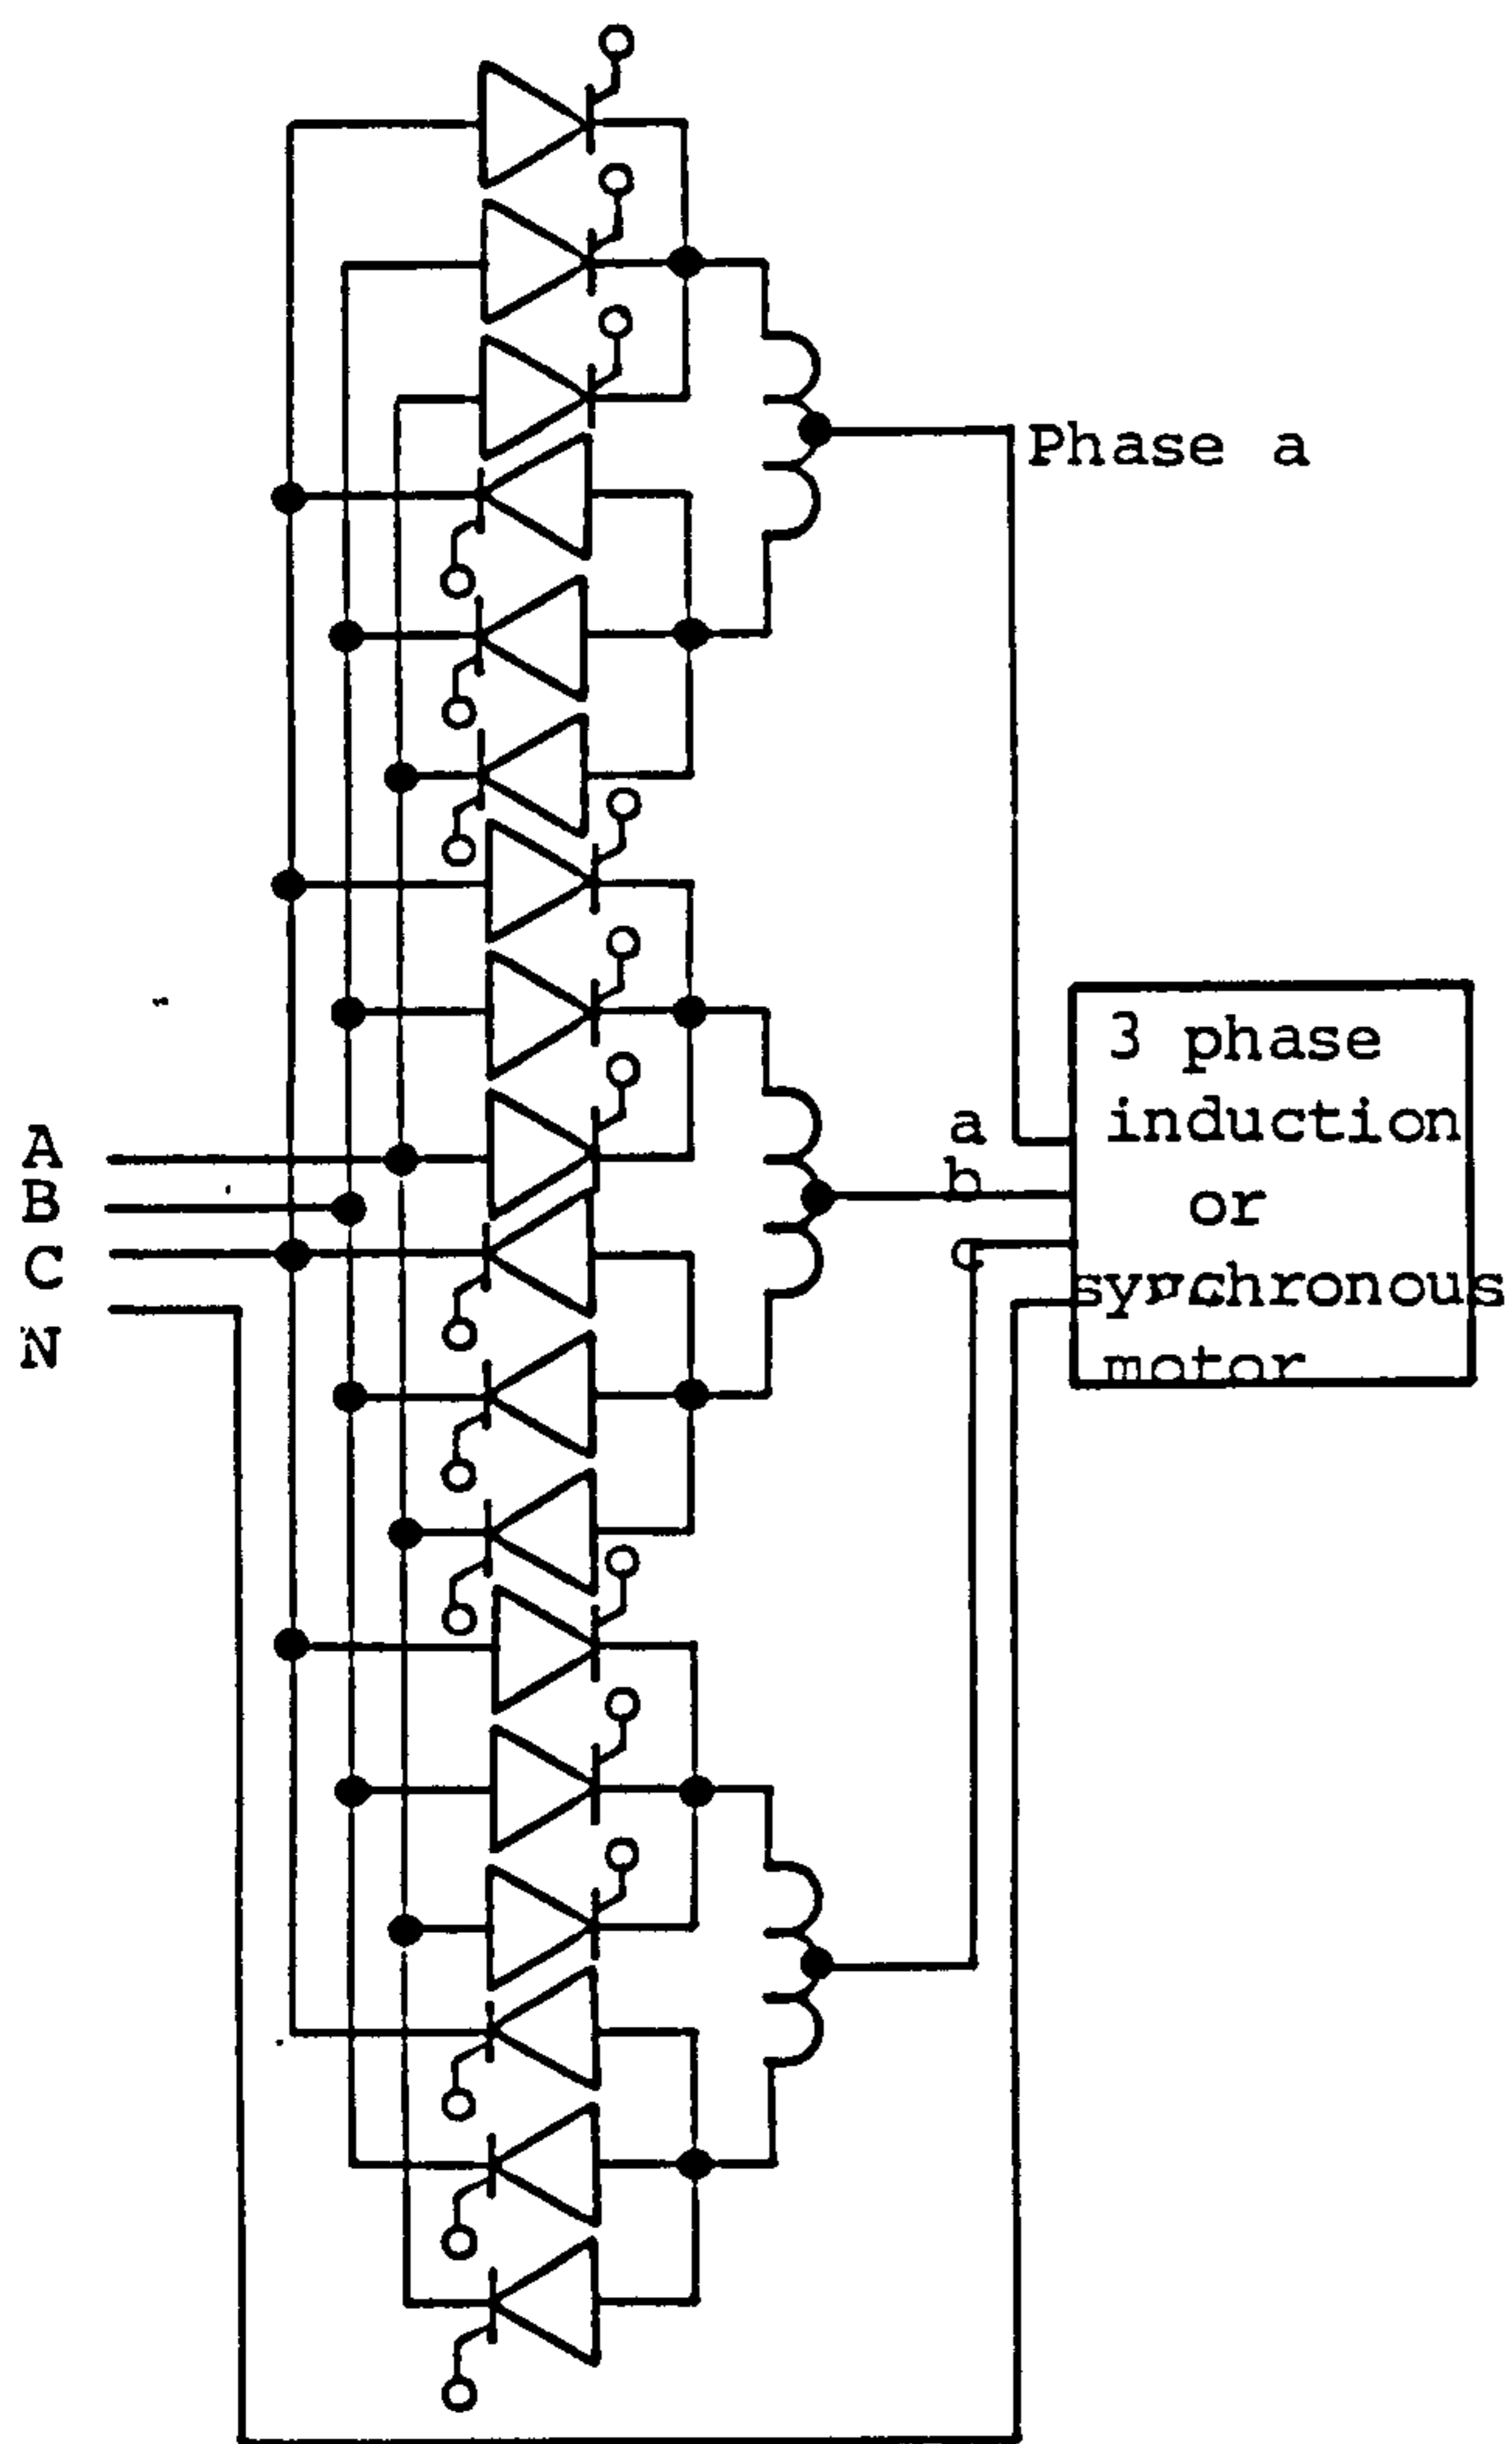 Phase a
A
B
C
N
a
b
c
3 phase
induction
or
synchronous
motor